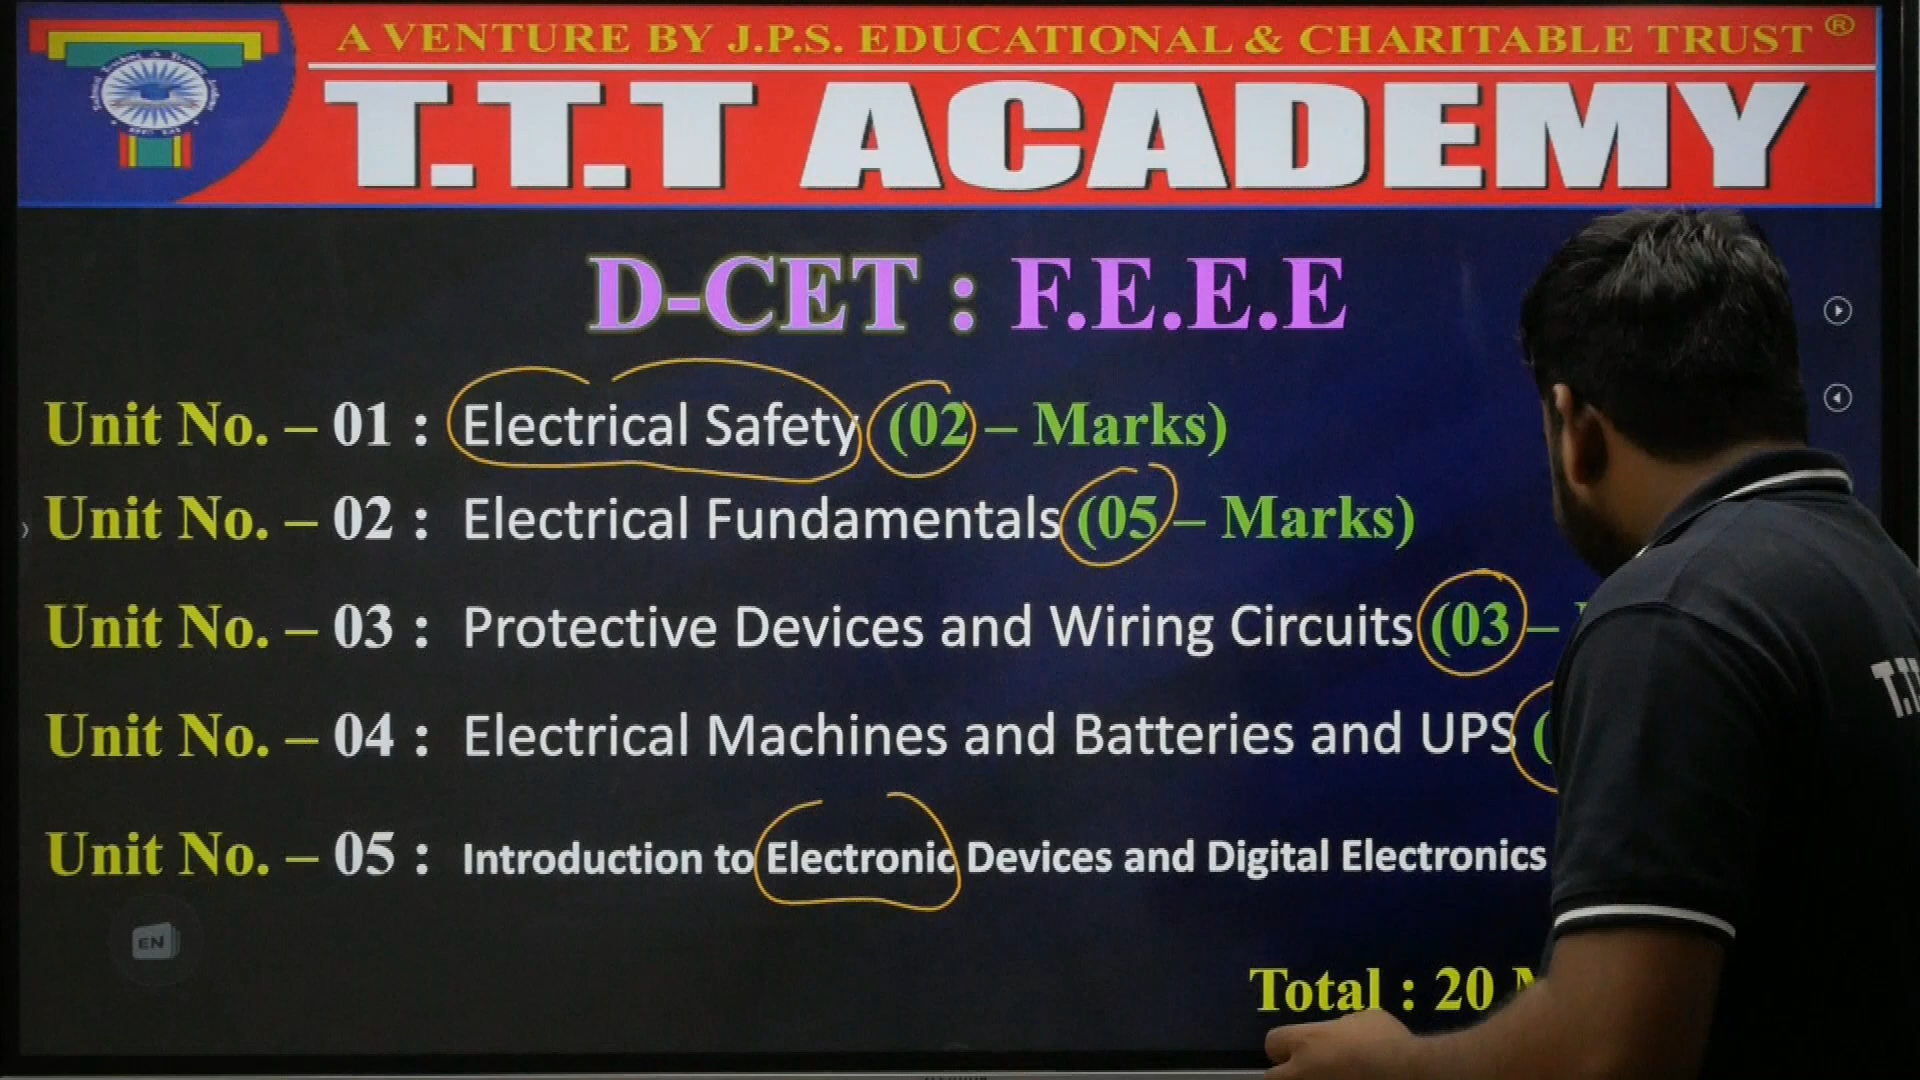 A VENTURE BY J.P.S. EDUCATIONAL & CHARITABLE TRUST ®
T.T.T ACADEMY
D-CET : F.E.E.E
Unit No. – 01 : Electrical Safety (02 – Marks)
Unit No. – 02 : Electrical Fundamentals (05 – Marks)
Unit No. – 03 : Protective Devices and Wiring Circuits (03 –
Unit No. – 04 : Electrical Machines and Batteries and UPS (
Unit No. – 05 : Introduction to Electronic Devices and Digital Electronics
EN
Total : 20
T.T